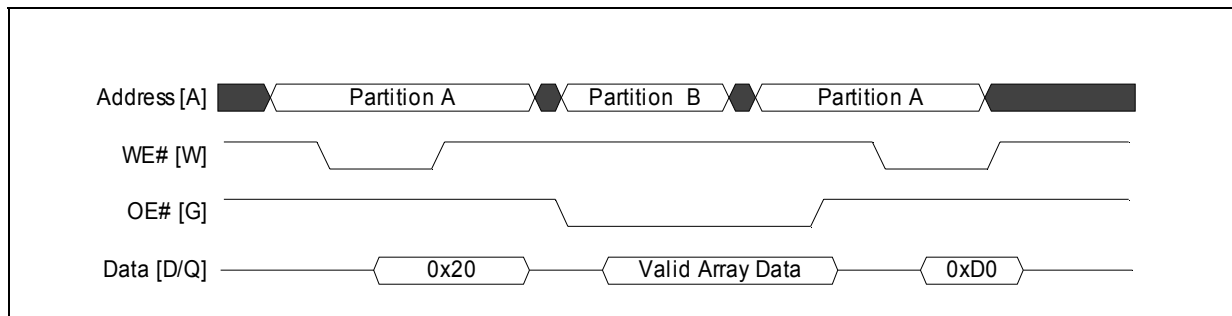 Address [A] Partition A Partition B Partition A
WE# [W]
OE# [G]
Data [D/Q] 0x20 Valid Array Data 0xD0